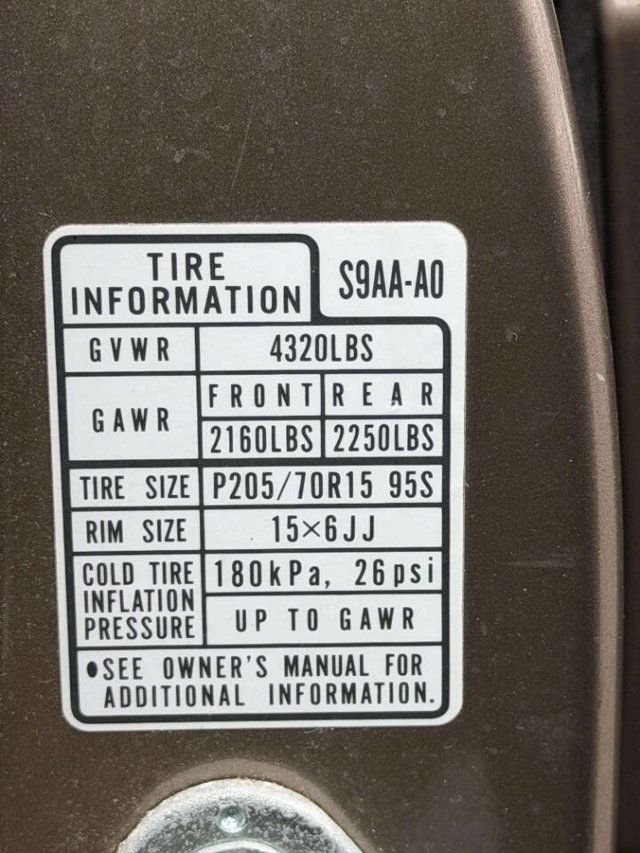 TIRE
INFORMATION
S9AA-A0
GVWR 4320LBS
GAWR FRONT REAR
2160LBS 2250LBS
TIRE SIZE P205/70R15 95S
RIM SIZE 15×6JJ
COLD TIRE
INFLATION
PRESSURE
180kPa, 26psi
UP TO GAWR
•SEE OWNER'S MANUAL FOR
ADDITIONAL INFORMATION.